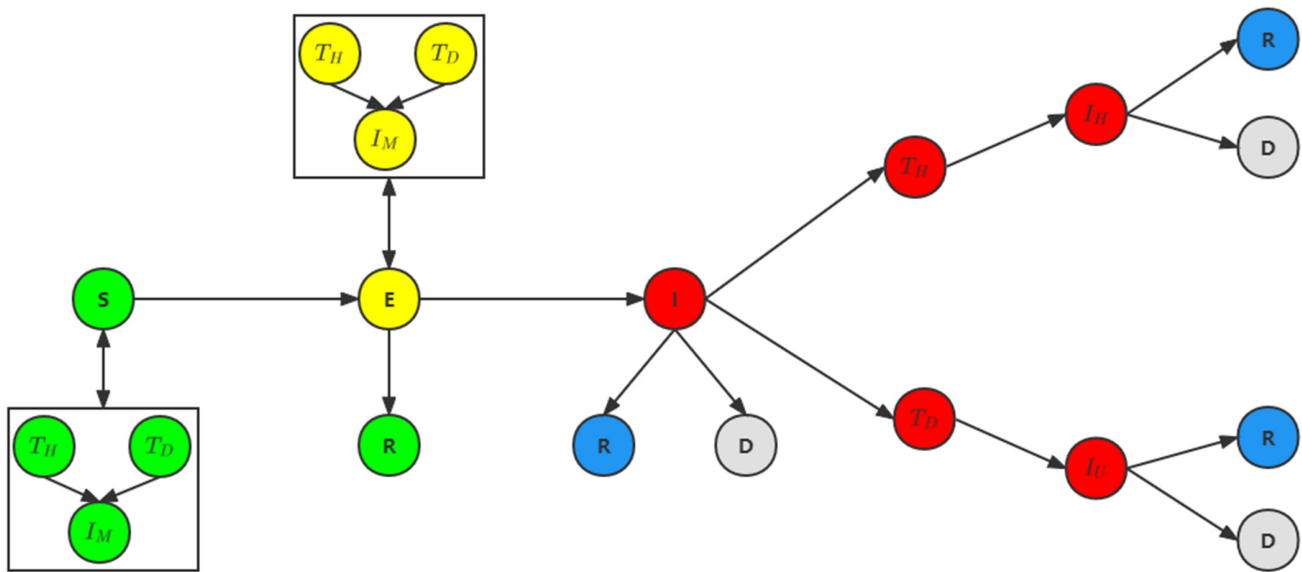 R
T_H T_D
I_H
I_M
D
T_H
S E I
T_D
R
T_H T_D R R D
I_U
I_M
D